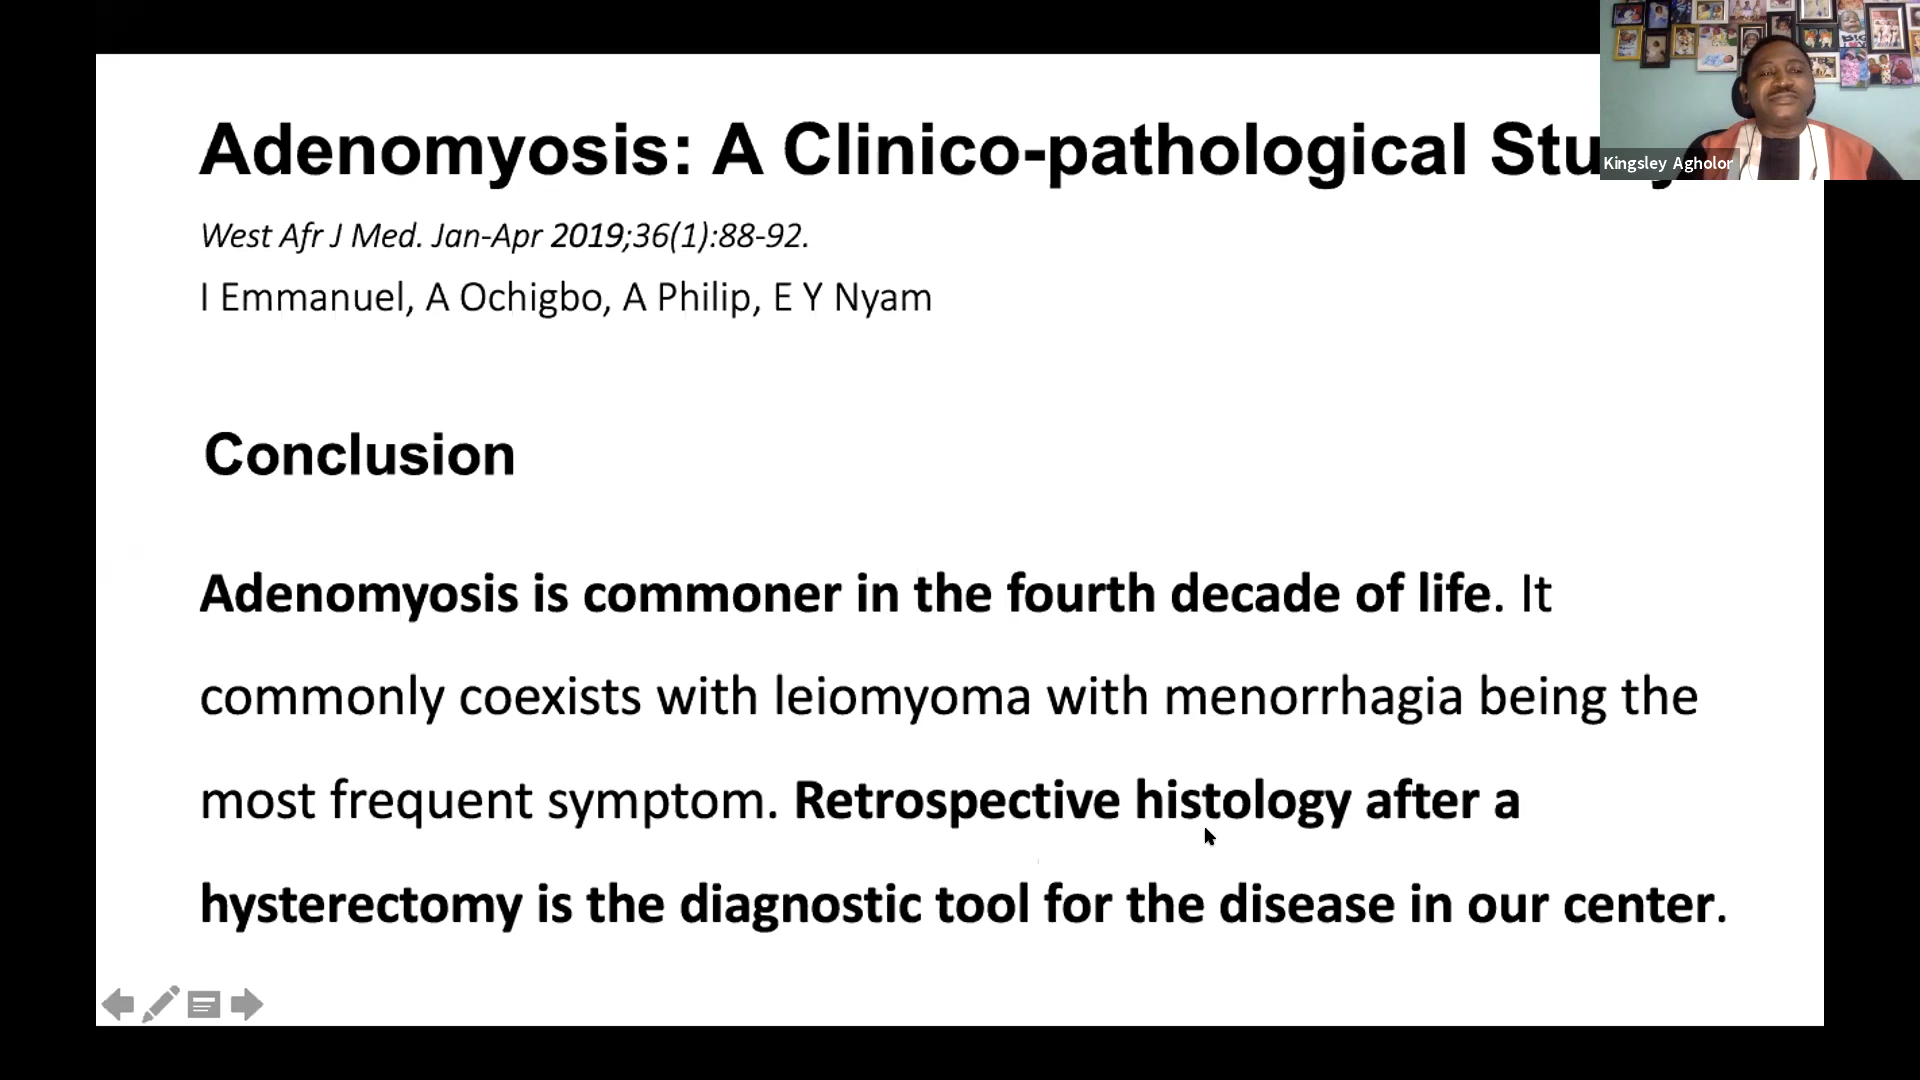 Adenomyosis: A Clinico-pathological Stu
Kingsley Agholor
West Afr J Med. Jan-Apr 2019;36(1):88-92.
I Emmanuel, A Ochigbo, A Philip, E Y Nyam
Conclusion
Adenomyosis is commoner in the fourth decade of life. It
commonly coexists with leiomyoma with menorrhagia being the
most frequent symptom. Retrospective histology after a
hysterectomy is the diagnostic tool for the disease in our center.